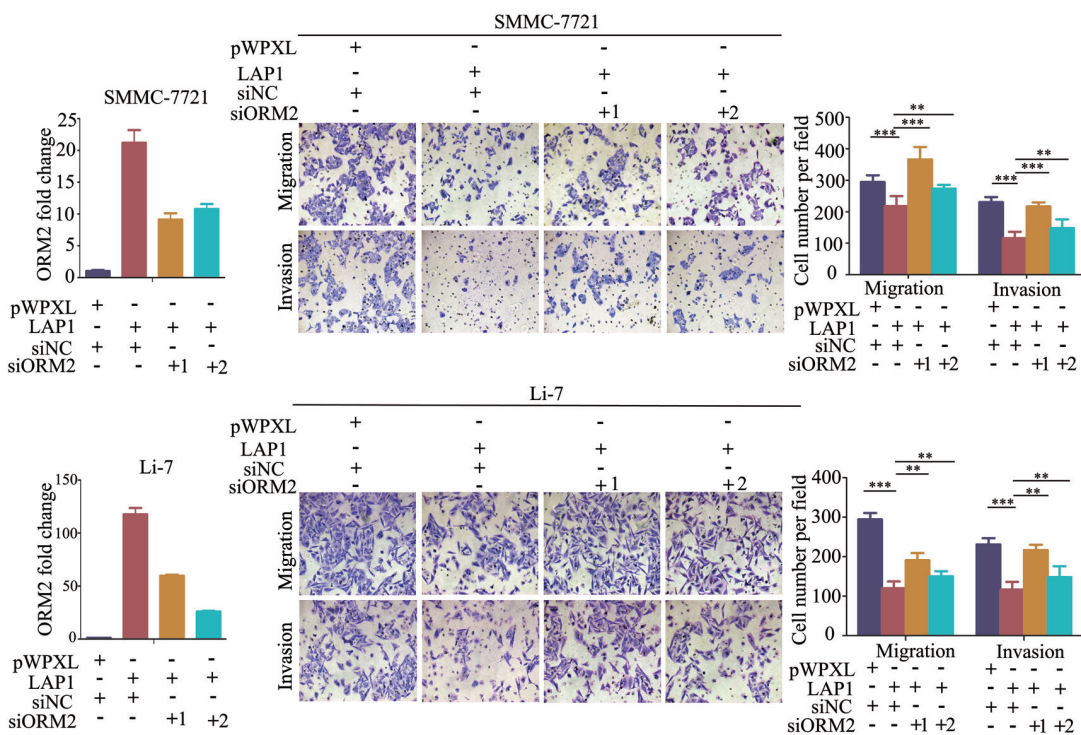 SMMC-7721
pWPXL + - - -
LAP1 - + + +
siNC + + - -
siORM2 - - +1 +2
SMMC-7721
ORM2 fold change
25
20
15
10
5
0
pWPXL + - - -
LAP1 - + + +
siNC + + - -
siORM2 - - +1 +2
Migration
Invasion
Cell number per field
500
400
300
200
100
0
*** *** **
*** *** **
Migration Invasion
pWPXL + - - - + - - -
LAP1 - + + + - + + +
siNC + + - - + + - -
siORM2 - - +1 +2 - - +1 +2
Li-7
pWPXL + - - -
LAP1 - + + +
siNC + + - -
siORM2 - - +1 +2
Li-7
ORM2 fold change
150
100
50
0
pWPXL + - - -
LAP1 - + + +
siNC + + - -
siORM2 - - +1 +2
Migration
Invasion
Cell number per field
400
300
200
100
0
*** ** **
*** ** **
Migration Invasion
pWPXL + - - - + - - -
LAP1 - + + + - + + +
siNC + + - - + + - -
siORM2 - - +1 +2 - - +1 +2